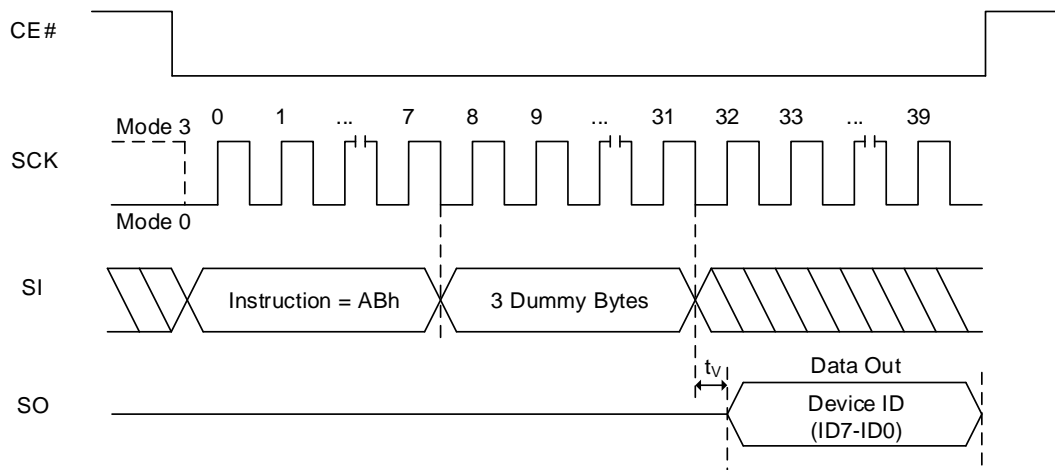 CE#
0 1 ... 7 8 9 ... 31 32 33 ... 39
Mode 3
SCK
Mode 0
SI
Instruction = ABh
3 Dummy Bytes
tV
Data Out
SO
Device ID
(ID7-ID0)